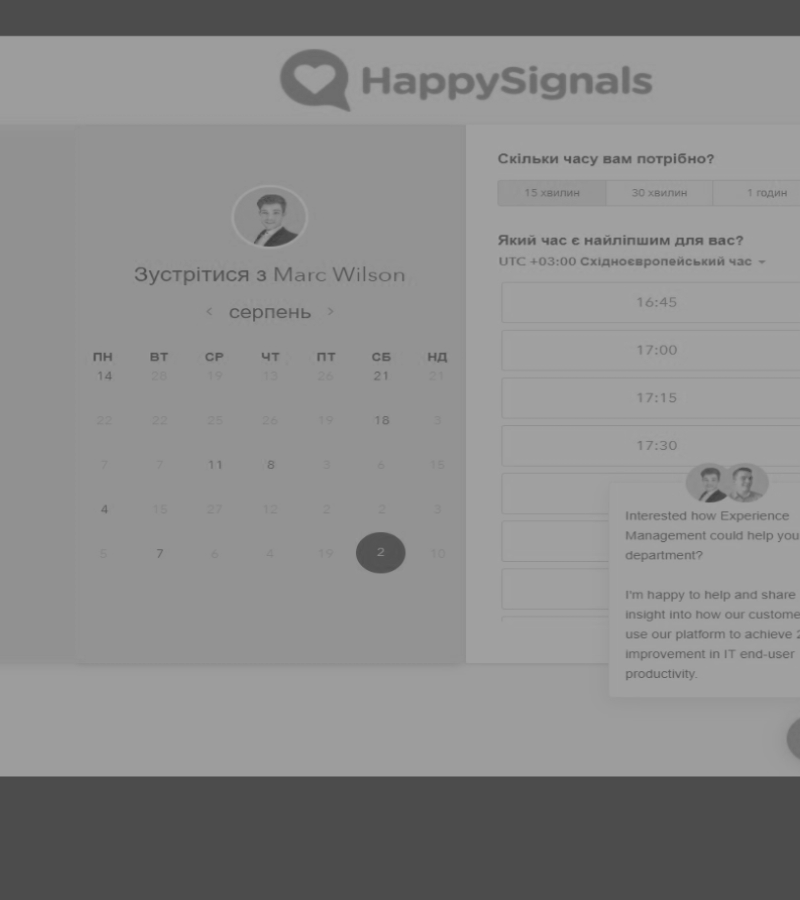 HappySignals
Зустрітися з Marc Wilson
серпень
ПН ВТ СР ЧТ ПТ СБ НД
14 28 19 13 26 21 21
22 22 25 26 19 18 3
7 7 11 8 3 6 15
4 15 27 12 2 2 3
5 7 6 4 19 2 10
Скільки часу вам потрібно?
15 хвилин 30 хвилин 1 годин
Який час є найліпшим для вас?
UTC +03:00 Східноєвропейський час
16:45
17:00
17:15
17:30
Interested how Experience
Management could help you
department?
I'm happy to help and share
insight into how our custome
use our platform to achieve 2
improvement in IT end-user
productivity.